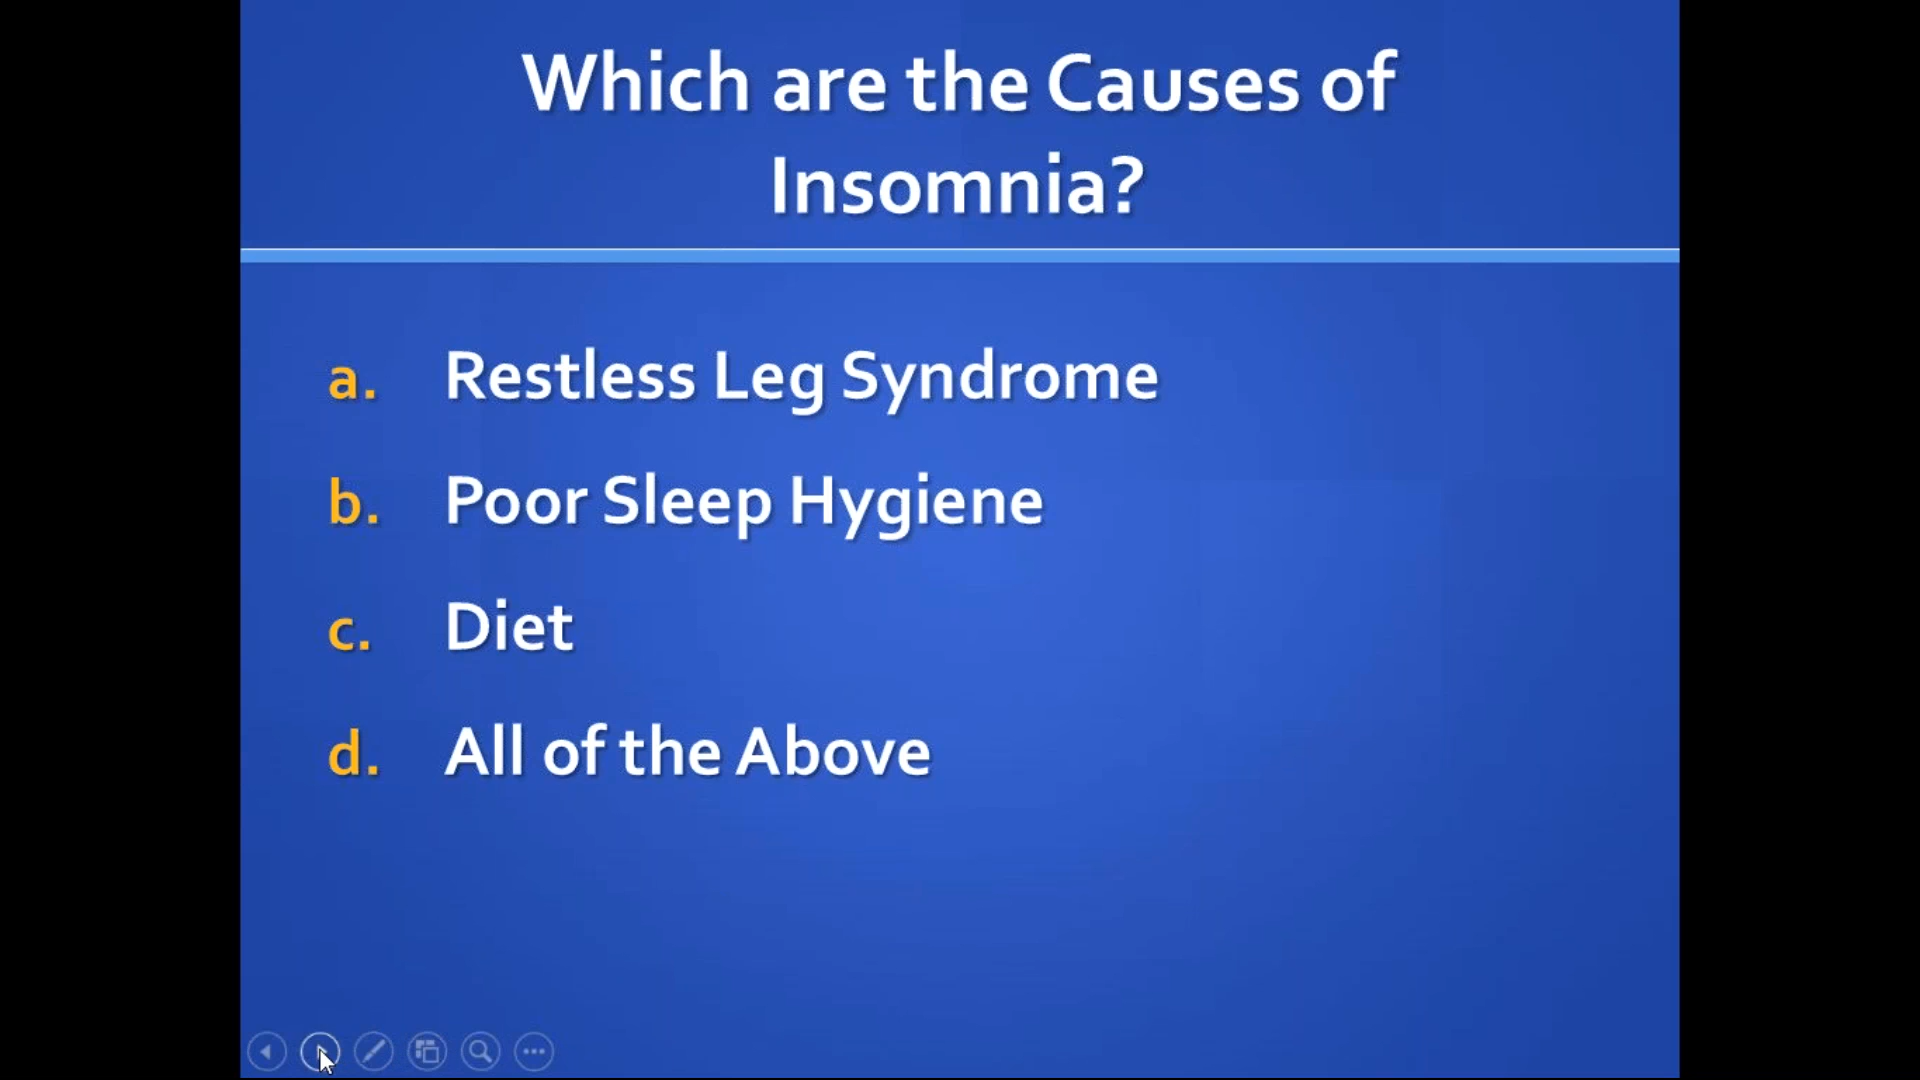 Which are the Causes of
Insomnia?
a. Restless Leg Syndrome
b. Poor Sleep Hygiene
c. Diet
d. All of the Above